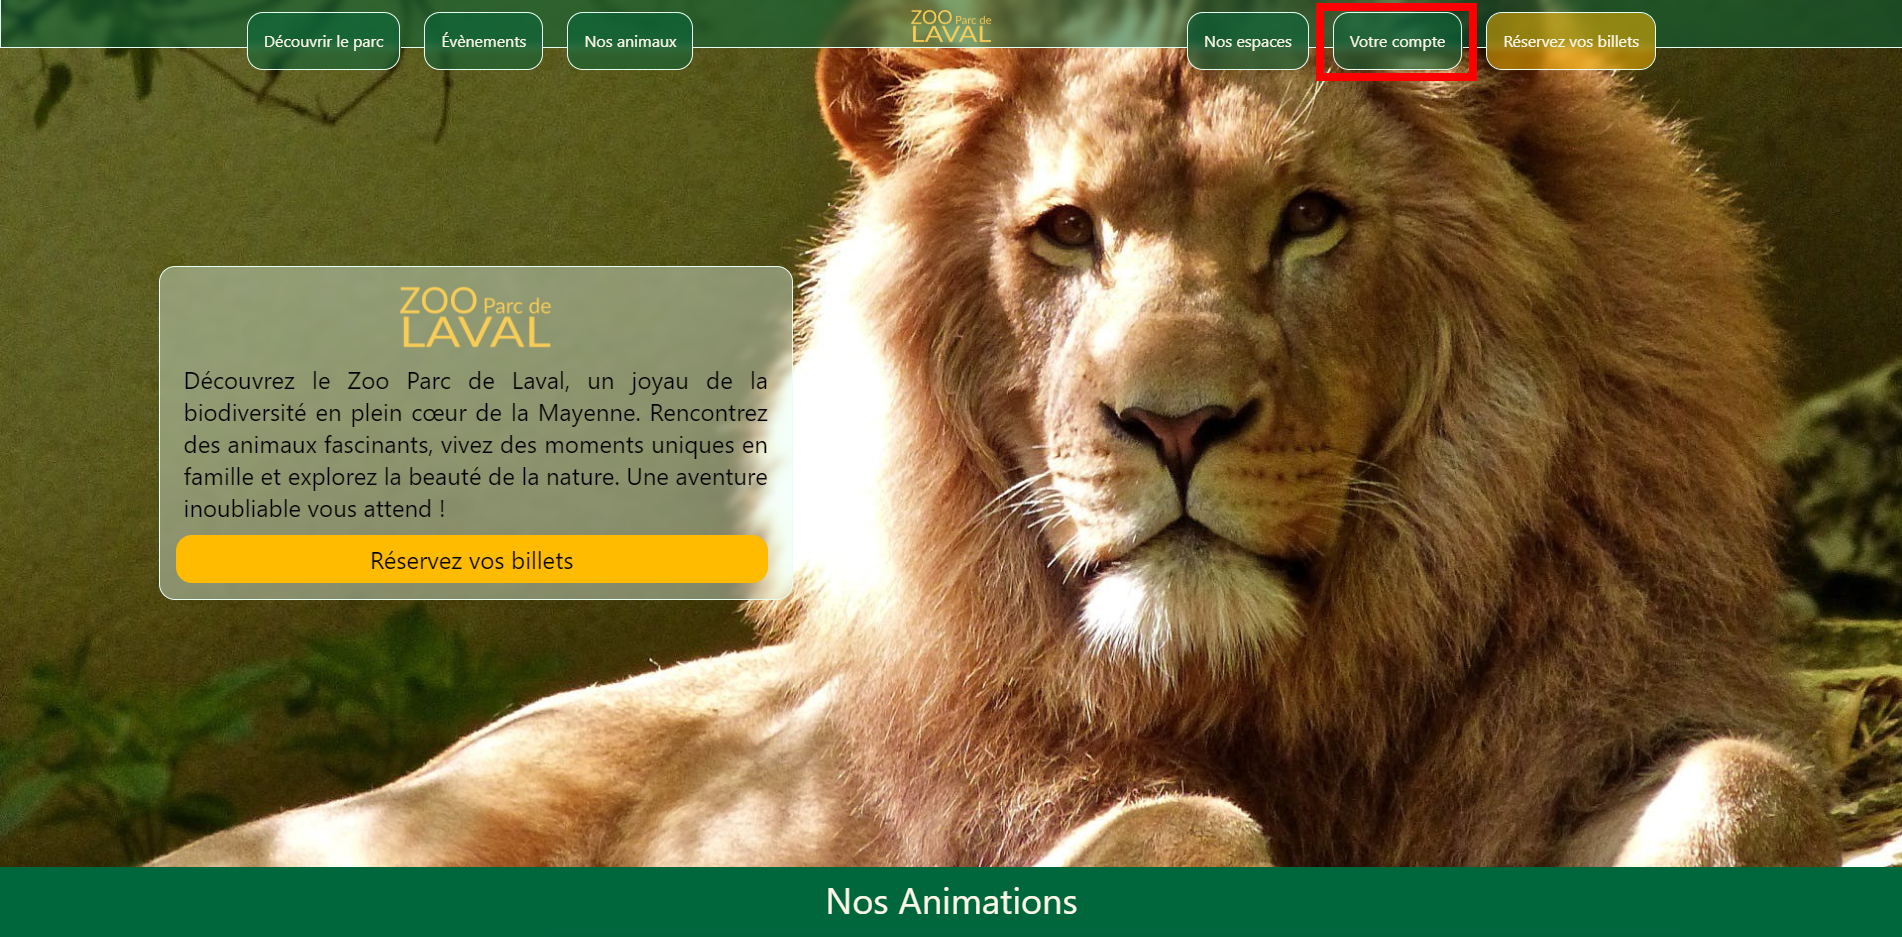 Découvrir le parc
Évènements
Nos animaux
ZOO Parc de
LAVAL
Nos espaces
Votre compte
Réservez vos billets
ZOO Parc de
LAVAL
Découvrez le Zoo Parc de Laval, un joyau de la
biodiversité en plein cœur de la Mayenne. Rencontrez
des animaux fascinants, vivez des moments uniques en
famille et explorez la beauté de la nature. Une aventure
inoubliable vous attend !
Réservez vos billets
Nos Animations